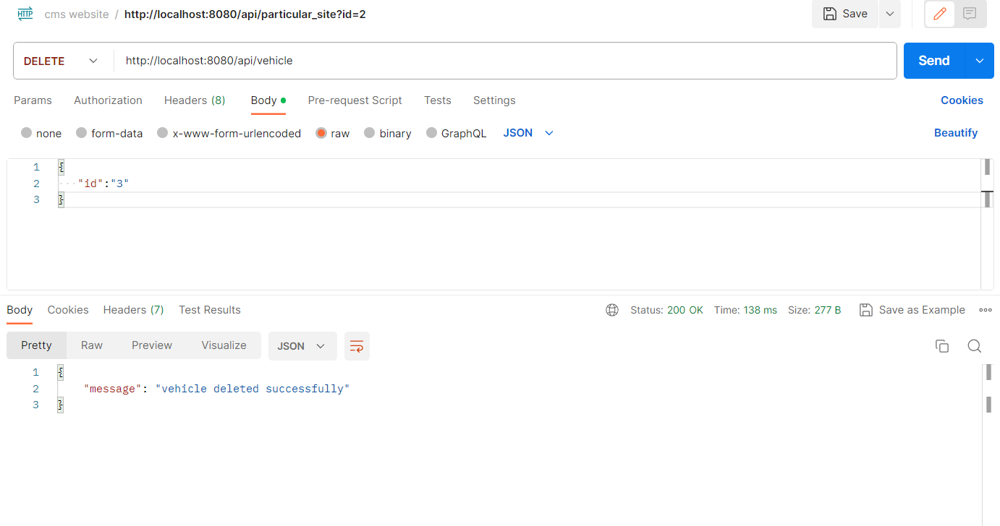 HTTP cms website / http://localhost:8080/api/particular_site?id=2 Save
DELETE http://localhost:8080/api/vehicle Send
Params Authorization Headers (8) Body Pre-request Script Tests Settings Cookies
none form-data x-www-form-urlencoded raw binary GraphQL JSON Beautify
1 {
2 "id":"3"
3 }
Body Cookies Headers (7) Test Results Status: 200 OK Time: 138 ms Size: 277 B Save as Example
Pretty Raw Preview Visualize JSON
1 {
2 "message": "vehicle deleted successfully"
3 }